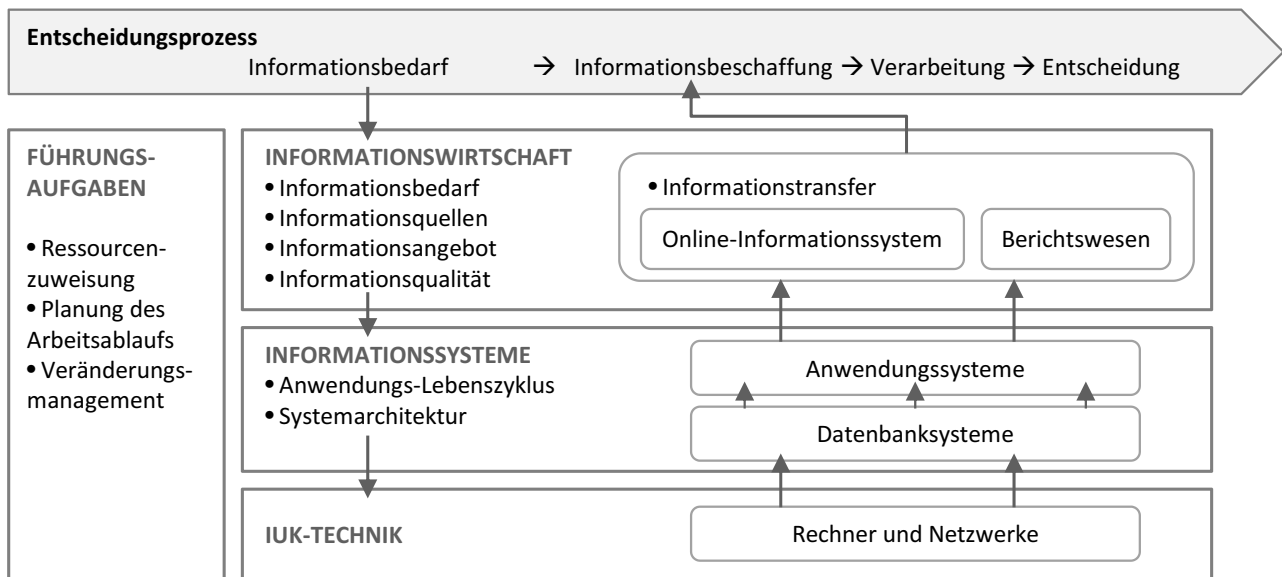 Entscheidungsprozess
Informationsbedarf → Informationsbeschaffung → Verarbeitung → Entscheidung
FÜHRUNGS-
AUFGABEN
• Ressourcen-
zuweisung
• Planung des
Arbeitsablaufs
• Veränderungs-
management
INFORMATIONSWIRTSCHAFT
• Informationsbedarf
• Informationsquellen
• Informationsangebot
• Informationsqualität
• Informationstransfer
Online-Informationssystem
Berichtswesen
INFORMATIONSSYSTEME
• Anwendungs-Lebenszyklus
• Systemarchitektur
Anwendungssysteme
Datenbanksysteme
IUK-TECHNIK
Rechner und Netzwerke